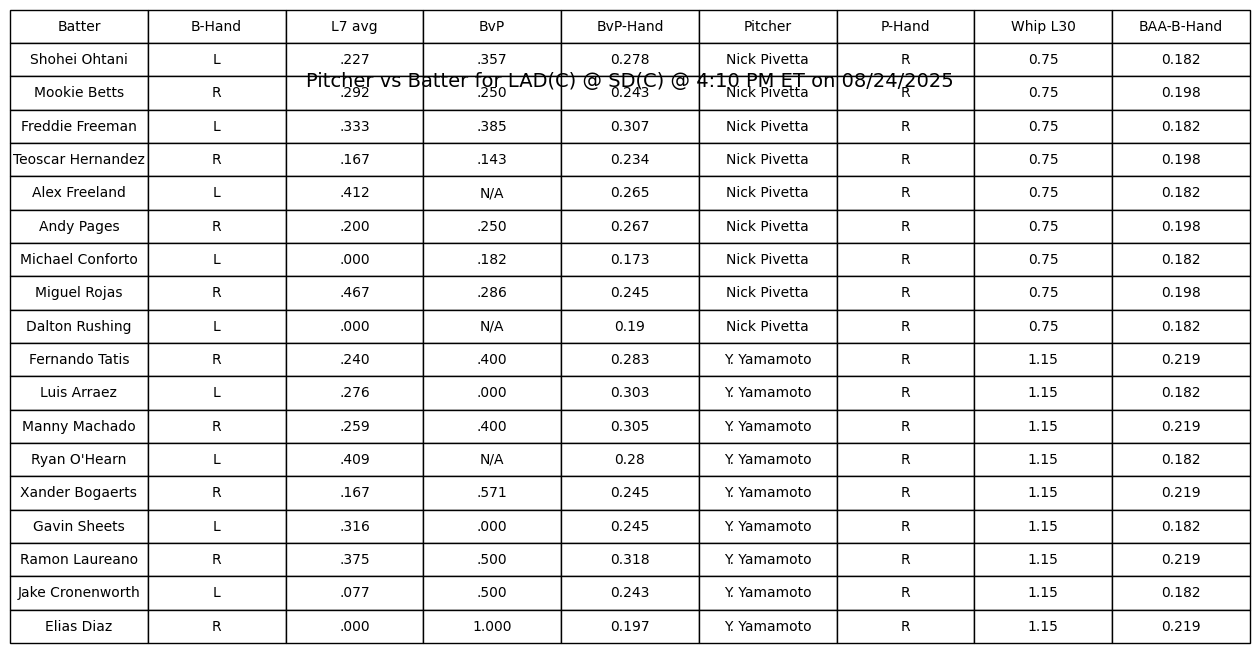 Batter B-Hand L7 avg BvP BvP-Hand Pitcher P-Hand Whip L30 BAA-B-Hand
Shohei Ohtani L .227 .357 0.278 Nick Pivetta R 0.75 0.182
Pitcher vs Batter for LAD(C) @ SD(C) @ 4:10 PM ET on 08/24/2025
Mookie Betts R .292 .250 0.243 Nick Pivetta R 0.75 0.198
Freddie Freeman L .333 .385 0.307 Nick Pivetta R 0.75 0.182
Teoscar Hernandez R .167 .143 0.234 Nick Pivetta R 0.75 0.198
Alex Freeland L .412 N/A 0.265 Nick Pivetta R 0.75 0.182
Andy Pages R .200 .250 0.267 Nick Pivetta R 0.75 0.198
Michael Conforto L .000 .182 0.173 Nick Pivetta R 0.75 0.182
Miguel Rojas R .467 .286 0.245 Nick Pivetta R 0.75 0.198
Dalton Rushing L .000 N/A 0.19 Nick Pivetta R 0.75 0.182
Fernando Tatis R .240 .400 0.283 Y. Yamamoto R 1.15 0.219
Luis Arraez L .276 .000 0.303 Y. Yamamoto R 1.15 0.182
Manny Machado R .259 .400 0.305 Y. Yamamoto R 1.15 0.219
Ryan O'Hearn L .409 N/A 0.28 Y. Yamamoto R 1.15 0.182
Xander Bogaerts R .167 .571 0.245 Y. Yamamoto R 1.15 0.219
Gavin Sheets L .316 .000 0.245 Y. Yamamoto R 1.15 0.182
Ramon Laureano R .375 .500 0.318 Y. Yamamoto R 1.15 0.219
Jake Cronenworth L .077 .500 0.243 Y. Yamamoto R 1.15 0.182
Elias Diaz R .000 1.000 0.197 Y. Yamamoto R 1.15 0.219